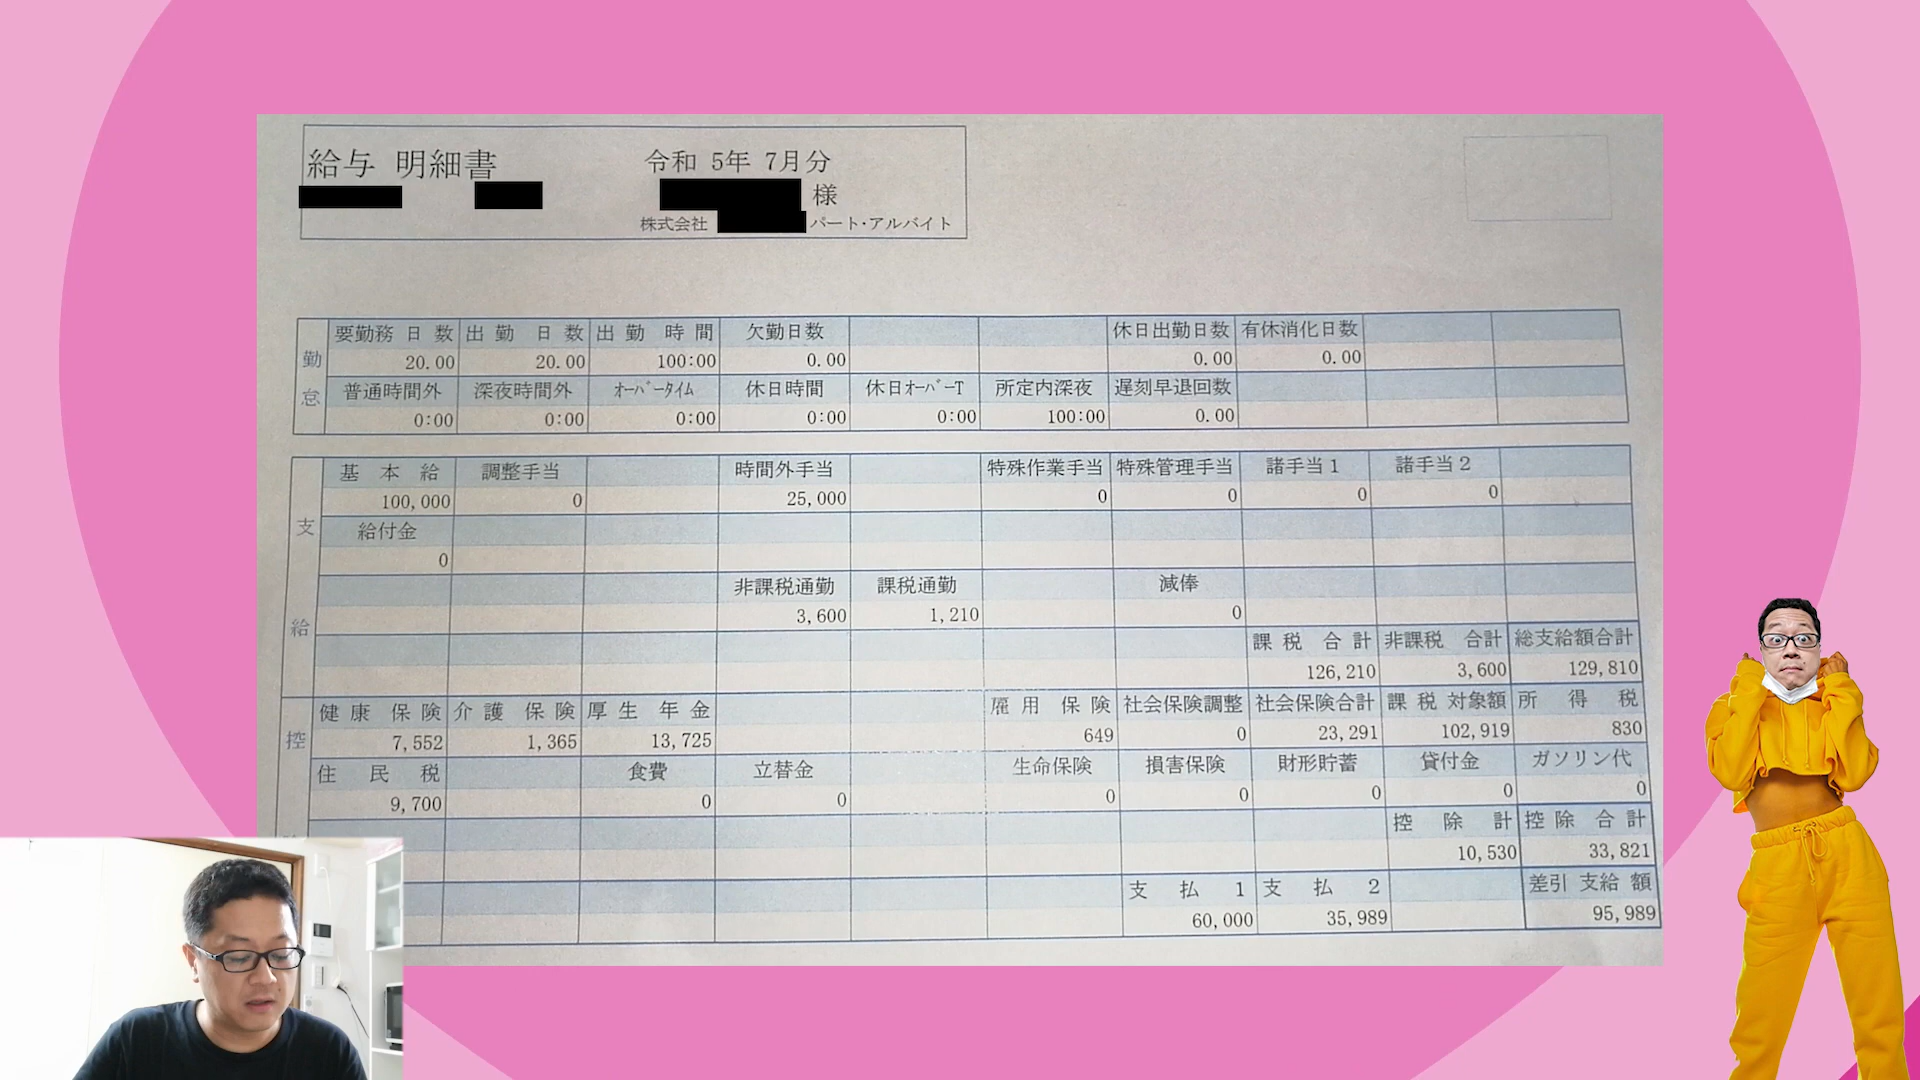 給与 明細書 令和 5年 7月分
様
株式会社 パート・アルバイト
勤怠
要勤務 日 数 出 勤 日 数 出 勤 時 間 欠勤日数 休日出勤日数 有休消化日数
20.00 20.00 100:00 0.00 0.00 0.00
普通時間外 深夜時間外 オーバータイム 休日時間 休日オーバーT 所定内深夜 遅刻早退回数
0:00 0:00 0:00 0:00 0:00 100:00 0.00
支給
基 本 給 調整手当 時間外手当 特殊作業手当 特殊管理手当 諸手当1 諸手当2
100,000 0 25,000 0 0 0 0
給付金
0
非課税通勤 課税通勤 減俸
3,600 1,210 0
課 税 合 計 非課税 合計 総支給額合計
126,210 3,600 129,810
控
健 康 保 険 介 護 保 険 厚 生 年 金 雇 用 保 険 社会保険調整 社会保険合計 課 税 対象額 所 得 税
7,552 1,365 13,725 649 0 23,291 102,919 830
住 民 税 食費 立替金 生命保険 損害保険 財形貯蓄 貸付金 ガソリン代
9,700 0 0 0 0 0 0 0
控 除 計 控 除 合 計
10,530 33,821
支 払 1 支 払 2 差引 支給 額
60,000 35,989 95,989